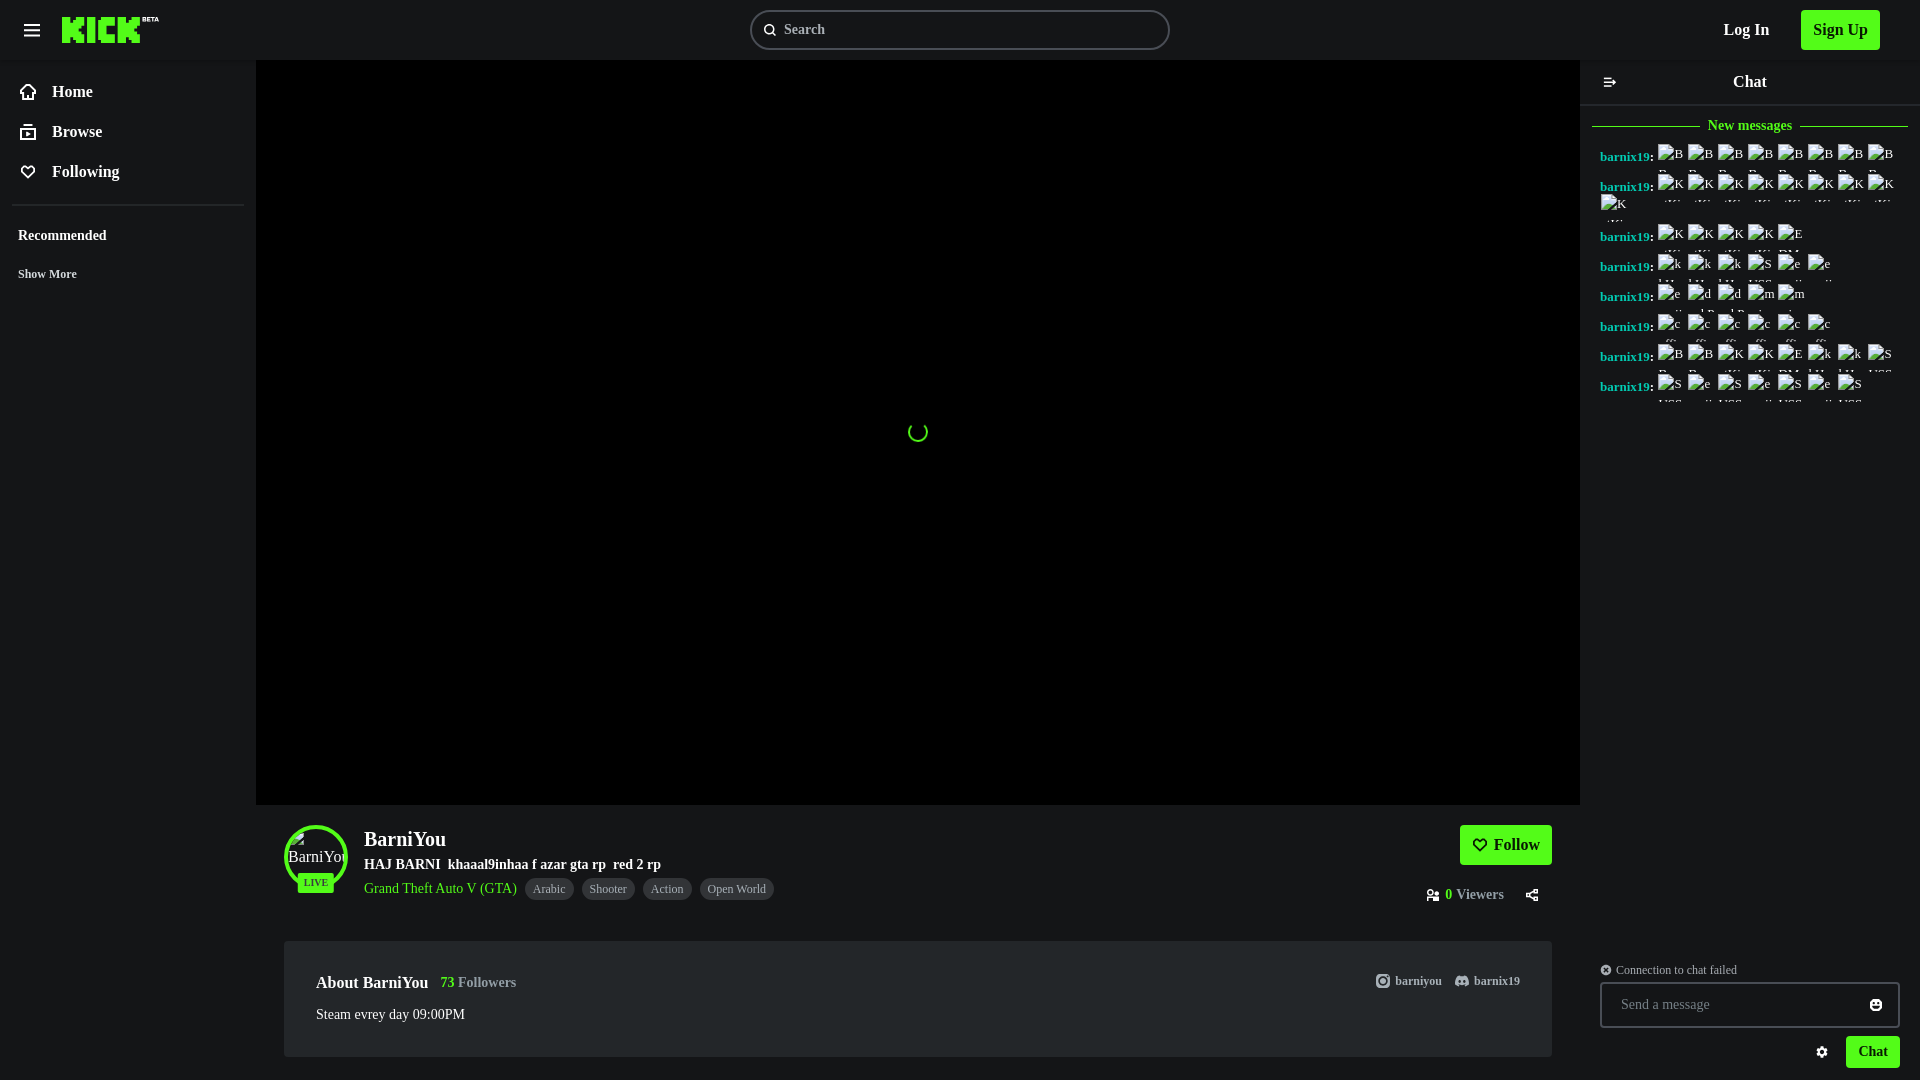 KICK BETA
Search
Log In
Sign Up
Home
Browse
Following
Recommended
Show More
Chat
New messages
barnix19:
barnix19:
barnix19:
barnix19:
barnix19:
barnix19:
barnix19:
barnix19:
BarniYou
LIVE
BarniYou
HAJ BARNI khaaal9inhaa f azar gta rp red 2 rp
Grand Theft Auto V (GTA) Arabic Shooter Action Open World
Follow
0 Viewers
About BarniYou 73 Followers
barniyou barnix19
Steam evrey day 09:00PM
Connection to chat failed
Send a message
Chat